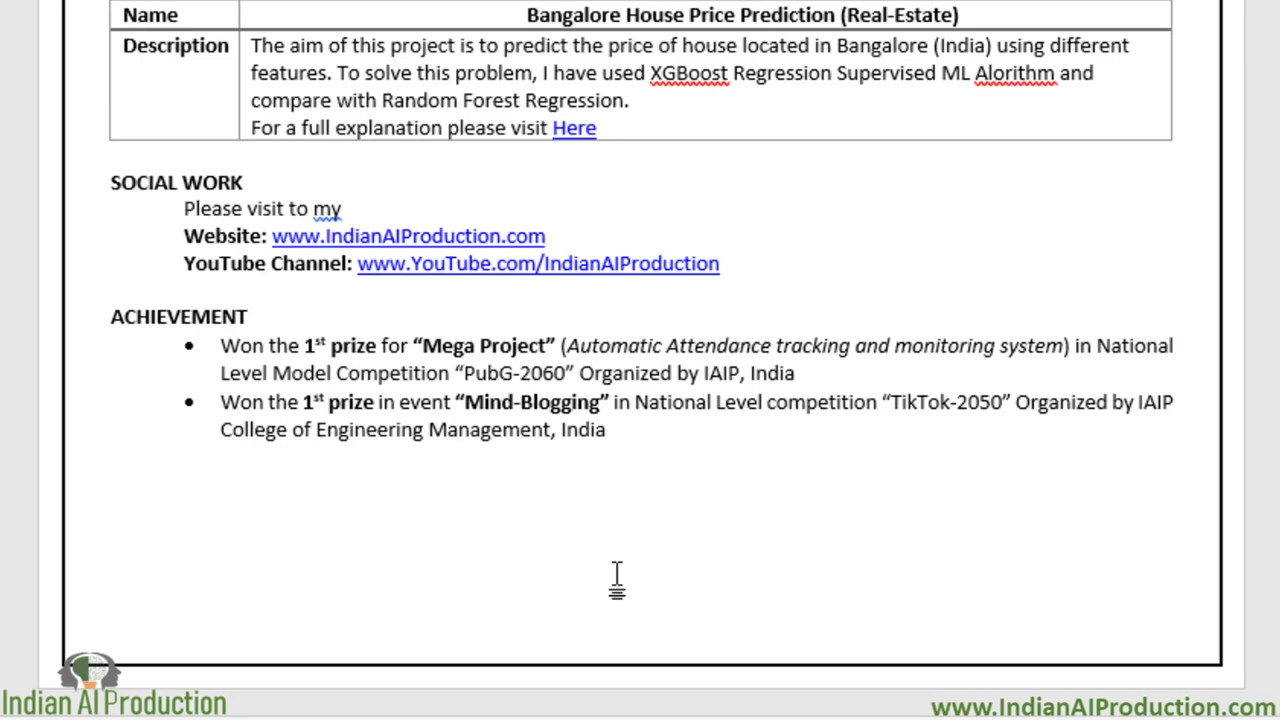 Name Bangalore House Price Prediction (Real-Estate)
Description The aim of this project is to predict the price of house located in Bangalore (India) using different
features. To solve this problem, I have used XGBoost Regression Supervised ML Alorithm and
compare with Random Forest Regression.
For a full explanation please visit Here
SOCIAL WORK
Please visit to my
Website: www.IndianAIProduction.com
YouTube Channel: www.YouTube.com/IndianAIProduction
ACHIEVEMENT
• Won the 1st prize for “Mega Project” (Automatic Attendance tracking and monitoring system) in National
Level Model Competition “PubG-2060” Organized by IAIP, India
• Won the 1st prize in event “Mind-Blogging” in National Level competition “TikTok-2050” Organized by IAIP
College of Engineering Management, India
Indian AI Production
www.IndianAIProduction.com